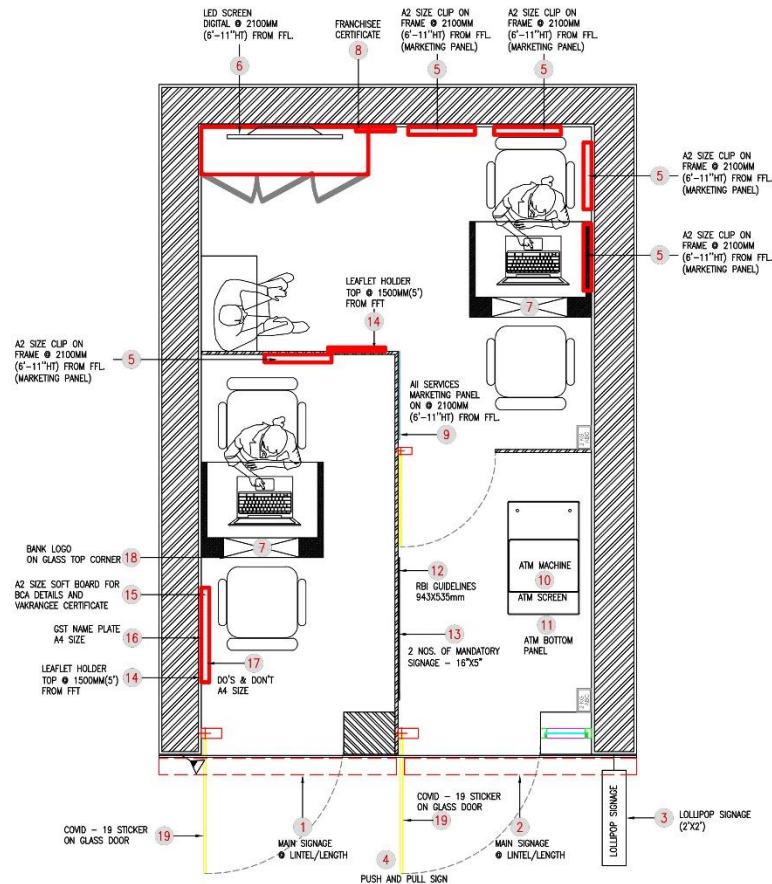 LED SCREEN
DIGITAL @ 2100MM
(6'-11"HT) FROM FFL.
6
FRANCHISEE
CERTIFICATE
8
A2 SIZE CLIP ON
FRAME @ 2100MM
(6'-11"HT) FROM FFL.
(MARKETING PANEL)
5
A2 SIZE CLIP ON
FRAME @ 2100MM
(6'-11"HT) FROM FFL.
(MARKETING PANEL)
5
A2 SIZE CLIP ON
FRAME @ 2100MM
(6'-11"HT) FROM FFL.
(MARKETING PANEL)
5
A2 SIZE CLIP ON
FRAME @ 2100MM
(6'-11"HT) FROM FFL.
(MARKETING PANEL)
5
7
LEAFLET HOLDER
TOP @ 1500MM(5')
FROM FFT
14
A2 SIZE CLIP ON
FRAME @ 2100MM
(6'-11"HT) FROM FFL.
(MARKETING PANEL)
5
All SERVICES
MARKETING PANEL
ON @ 2100MM
(6'-11"HT) FROM FFL.
9
7
BANK LOGO
ON GLASS TOP CORNER
18
A2 SIZE SOFT BOARD FOR
BCA DETAILS AND
VAKRANGEE CERTIFICATE
15
GST NAME PLATE
A4 SIZE
16
LEAFLET HOLDER
TOP @ 1500MM(5')
FROM FFT
14
17
DO'S & DON'T
A4 SIZE
12
RBI GUIDELINES
943X535mm
13
2 NOS. OF MANDATORY
SIGNAGE - 16"X5"
ATM MACHINE
10
ATM SCREEN
11
ATM BOTTOM
PANEL
COVID - 19 STICKER
ON GLASS DOOR
19
1
MAIN SIGNAGE
@ LINTEL/LENGTH
COVID - 19 STICKER
ON GLASS DOOR
19
4
PUSH AND PULL SIGN
2
MAIN SIGNAGE
@ LINTEL/LENGTH
LOLLIPOP SIGNAGE
3
LOLLIPOP SIGNAGE
(2'X2')